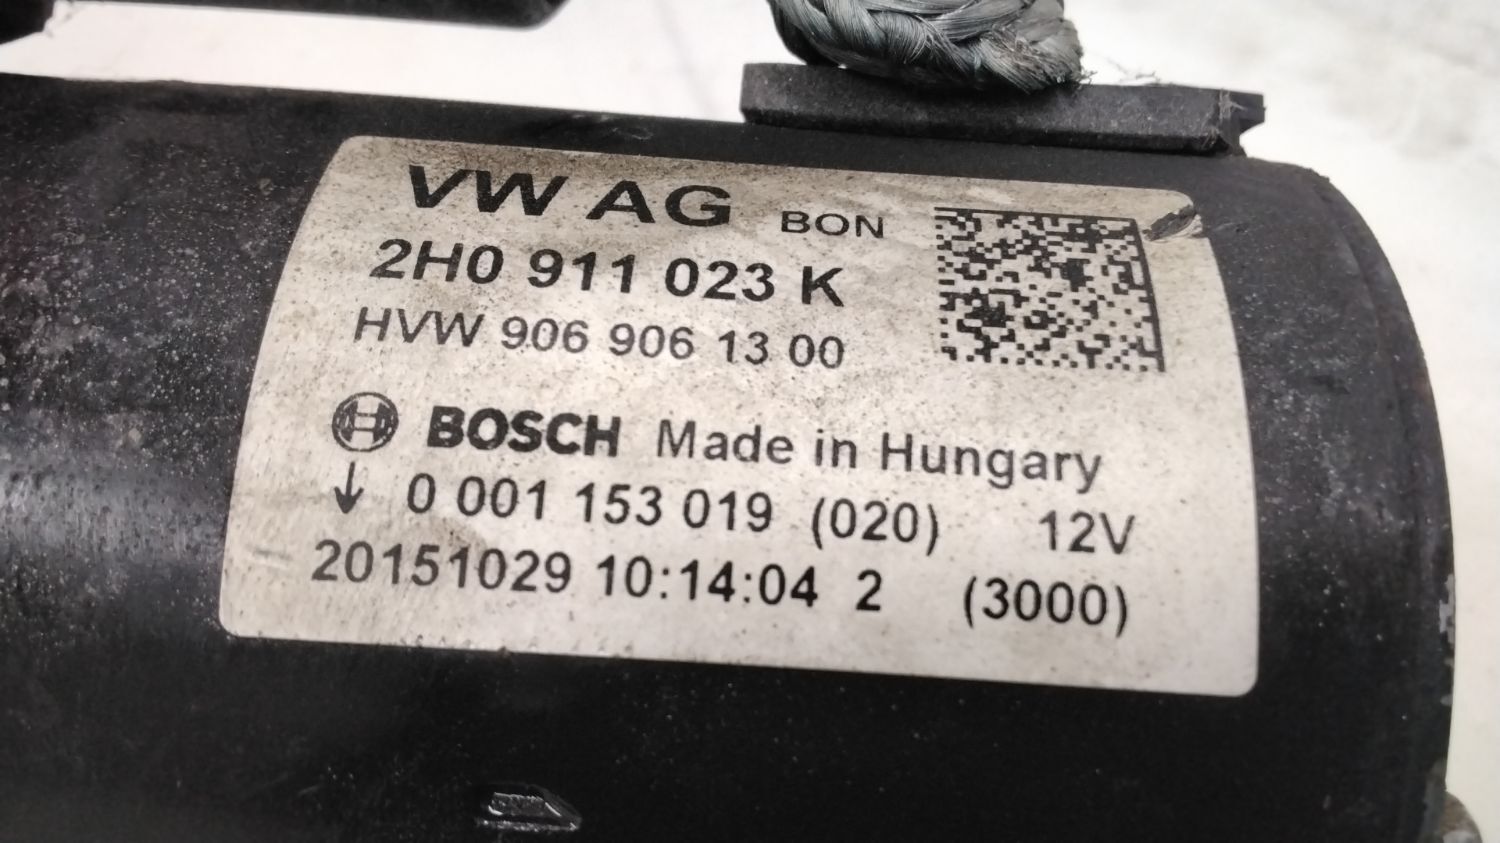 VW AG BON
2H0 911 023 K
HVW 906 906 13 00
BOSCH Made in Hungary
↓ 0 001 153 019 (020) 12V
20151029 10:14:04 2 (3000)